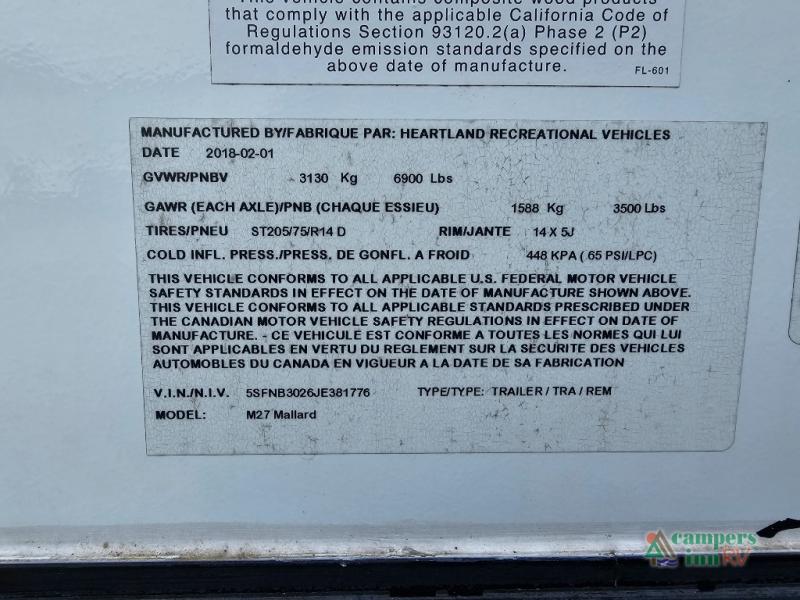 This vehicle contains composite wood products
that comply with the applicable California Code of
Regulations Section 93120.2(a) Phase 2 (P2)
formaldehyde emission standards specified on the
above date of manufacture.
FL-601
MANUFACTURED BY/FABRIQUE PAR: HEARTLAND RECREATIONAL VEHICLES
DATE 2018-02-01
GVWR/PNBV 3130 Kg 6900 Lbs
GAWR (EACH AXLE)/PNB (CHAQUE ESSIEU) 1588 Kg 3500 Lbs
TIRES/PNEU ST205/75/R14 D RIM/JANTE 14 X 5J
COLD INFL. PRESS./PRESS. DE GONFL. A FROID 448 KPA ( 65 PSI/LPC)
THIS VEHICLE CONFORMS TO ALL APPLICABLE U.S. FEDERAL MOTOR VEHICLE
SAFETY STANDARDS IN EFFECT ON THE DATE OF MANUFACTURE SHOWN ABOVE.
THIS VEHICLE CONFORMS TO ALL APPLICABLE STANDARDS PRESCRIBED UNDER
THE CANADIAN MOTOR VEHICLE SAFETY REGULATIONS IN EFFECT ON DATE OF
MANUFACTURE. - CE VEHICULE EST CONFORME A TOUTES LES NORMES QUI LUI
SONT APPLICABLES EN VERTU DU REGLEMENT SUR LA SECURITE DES VEHICLES
AUTOMOBILES DU CANADA EN VIGUEUR A LA DATE DE SA FABRICATION
V.I.N./N.I.V. 5SFNB3026JE381776 TYPE/TYPE: TRAILER / TRA / REM
MODEL: M27 Mallard
campers
inn RV